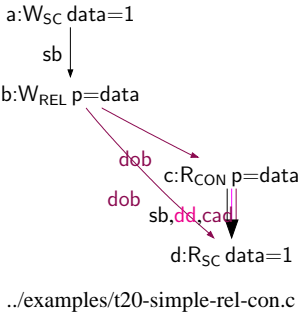 a:W_SC data=1
sb
b:W_REL p=data
dob
c:R_CON p=data
dob
sb,dd,cad
d:R_SC data=1
../examples/t20-simple-rel-con.c